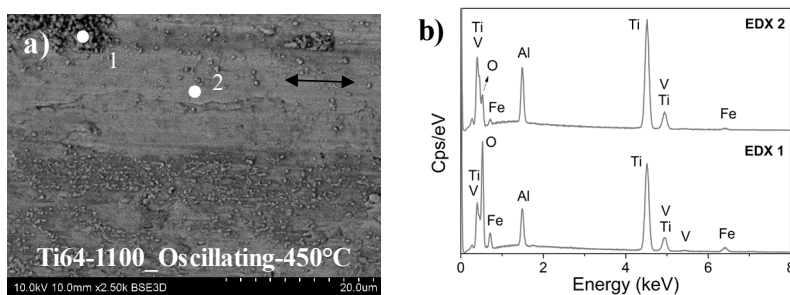 a)
1
2
Ti64-1100_Oscillating-450°C
10.0kV 10.0mm x2.50k BSE3D
20.0um
b)
EDX 2
Ti
V
O
Fe
Al
Ti
V
Ti
Fe
EDX 1
O
Ti
V
Fe
Al
Ti
V
Ti
V
Fe
Cps/eV
0 2 4 6 8
Energy (keV)